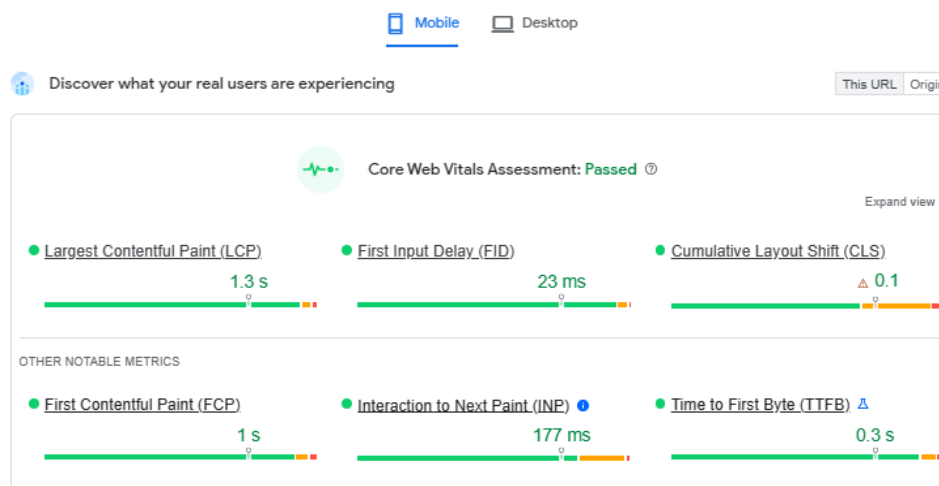 Mobile Desktop
Discover what your real users are experiencing This URL Origin
Core Web Vitals Assessment: Passed
Expand view
Largest Contentful Paint (LCP) First Input Delay (FID) Cumulative Layout Shift (CLS)
1.3 s 23 ms 0.1
OTHER NOTABLE METRICS
First Contentful Paint (FCP) Interaction to Next Paint (INP) Time to First Byte (TTFB)
1 s 177 ms 0.3 s